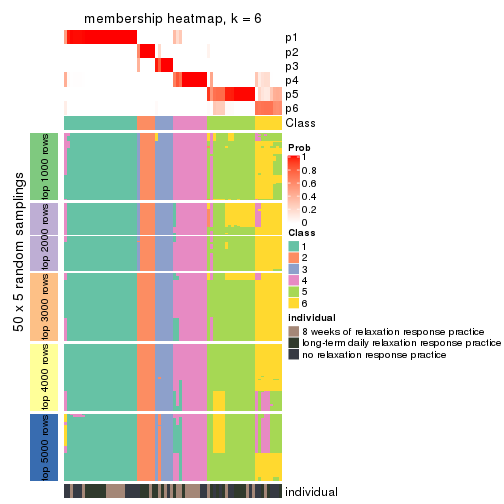 membership heatmap, k = 6
p1
p2
p3
p4
p5
p6
Class
50 x 5 random samplings
top 1000 rows
top 2000 rows
top 3000 rows
top 4000 rows
top 5000 rows
Prob
1
0.8
0.6
0.4
0.2
0
Class
1
2
3
4
5
6
individual
8 weeks of relaxation response practice
long-term daily relaxation response practice
no relaxation response practice
individual